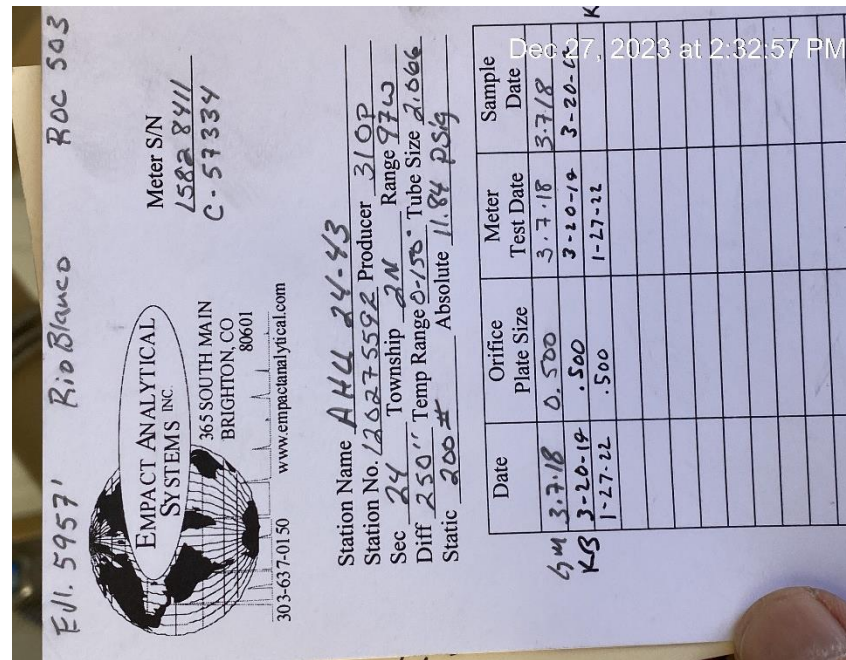 Ell. 5957' Rio Blanco ROC 503
EMPACT ANALYTICAL
SYSTEMS INC.
365 SOUTH MAIN
BRIGHTON, CO
80601
303-637-0150 www.empactanalytical.com
Meter S/N
1582 8411
C-57334
Station Name AHU 24-43
Station No. 120275592 Producer 310P
Sec 24 Township 2N Range 97W
Diff 250" Temp Range 0-150° Tube Size 2.066
Static 200# Absolute 11.84 PSIG
Date Orifice Plate Size Meter Test Date Sample Date
GM 3.7.18 0.500 3.7.18 3.7.18
KB 3-20-19 .500 3-20-19 3-20-
1-27-22 .500 1-27-22
K
Dec 27, 2023 at 2:32:57 PM